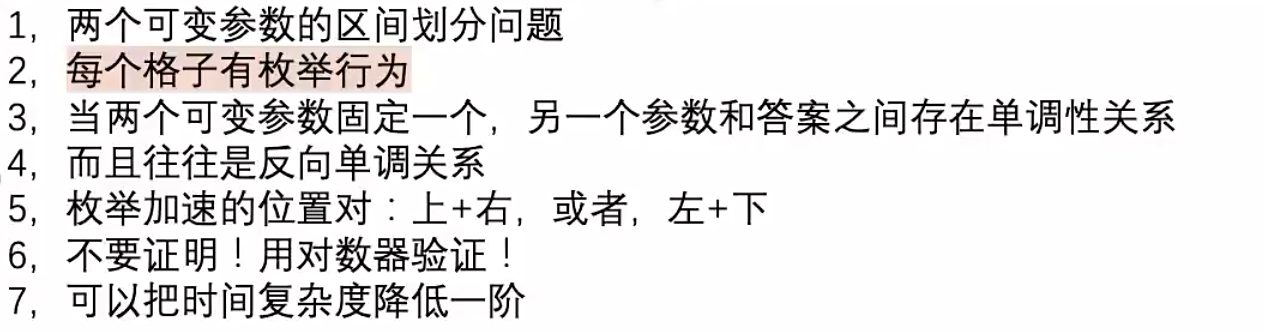 1，两个可变参数的区间划分问题
2，每个格子有枚举行为
3，当两个可变参数固定一个，另一个参数和答案之间存在单调性关系
4，而且往往是反向单调关系
5，枚举加速的位置对：上+右，或者，左+下
6，不要证明！用对数器验证！
7，可以把时间复杂度降低一阶